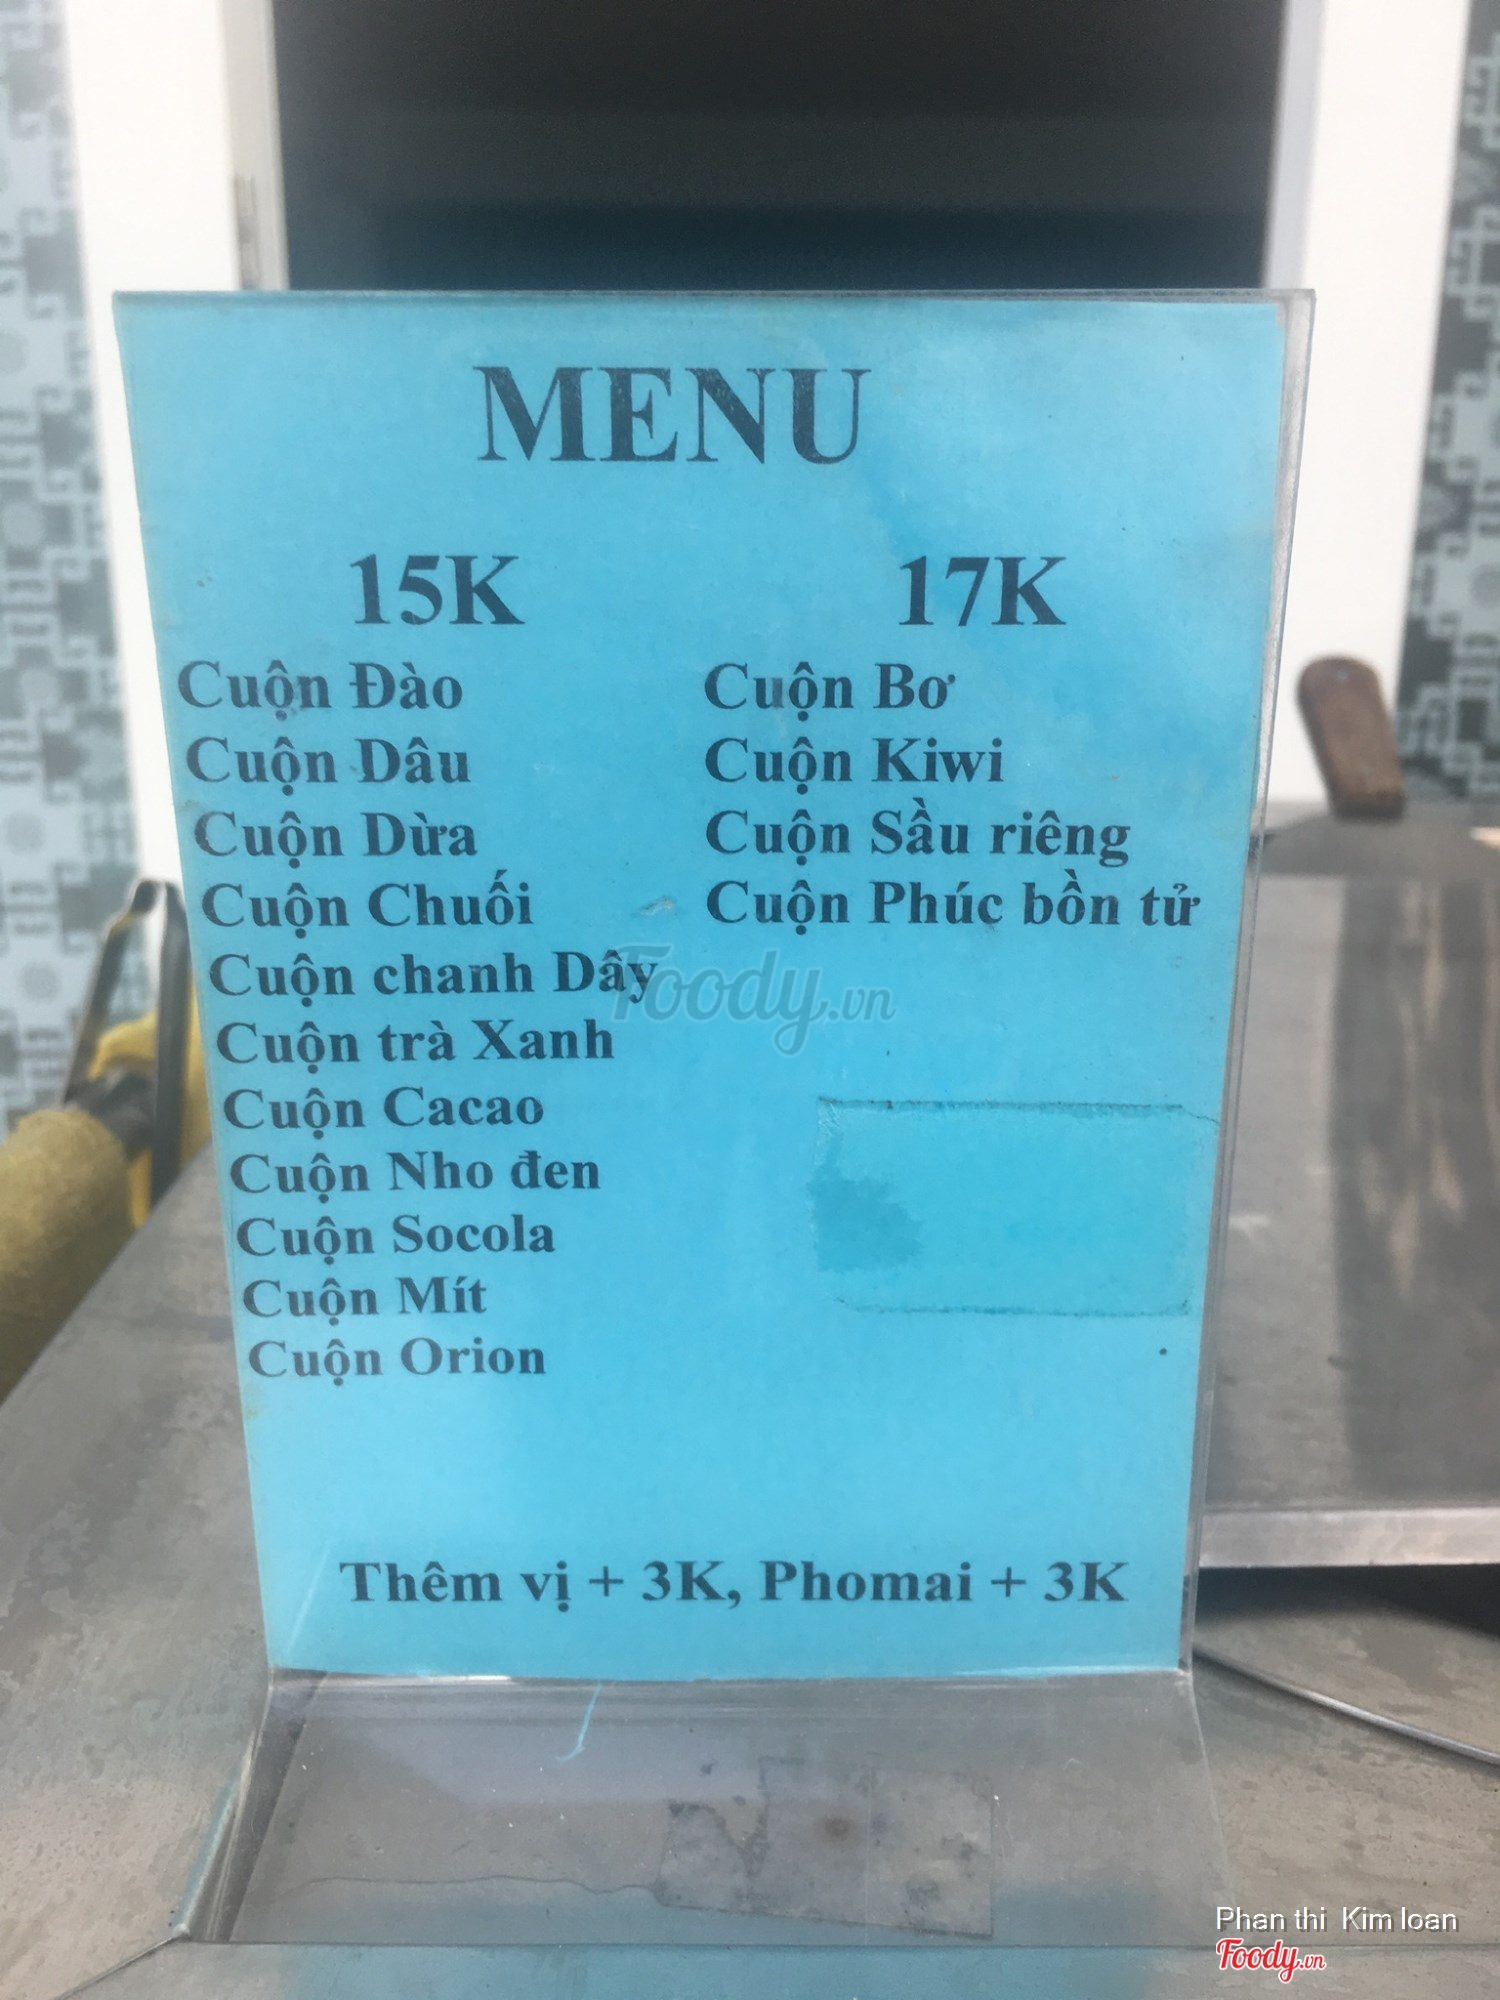 MENU
15K
Cuộn Đào
Cuộn Dâu
Cuộn Dừa
Cuộn Chuối
Cuộn chanh Dây
Cuộn trà Xanh
Cuộn Cacao
Cuộn Nho đen
Cuộn Socola
Cuộn Mít
Cuộn Orion
17K
Cuộn Bơ
Cuộn Kiwi
Cuộn Sầu riêng
Cuộn Phúc bồn tử
Foody.vn
Thêm vị + 3K, Phomai + 3K
Phan thi Kim loan
Foody.vn